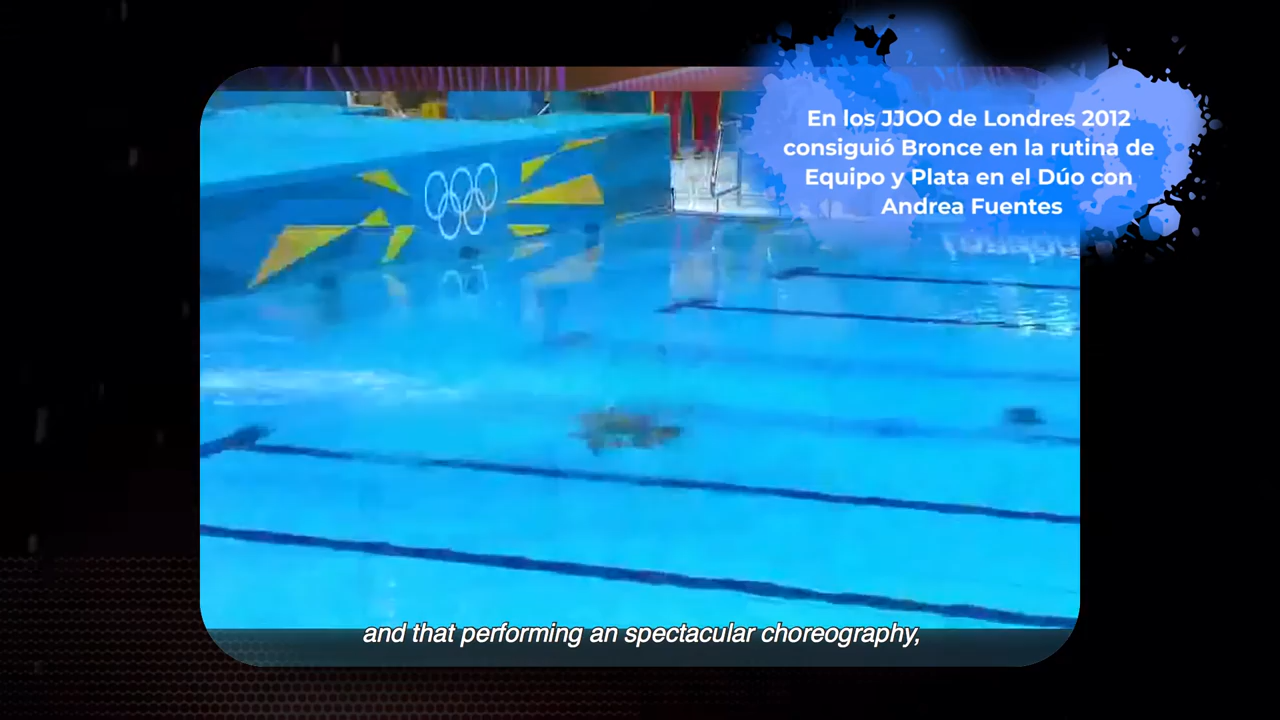 En los JJOO de Londres 2012
consiguió Bronce en la rutina de
Equipo y Plata en el Dúo con
Andrea Fuentes
and that performing an spectacular choreography,